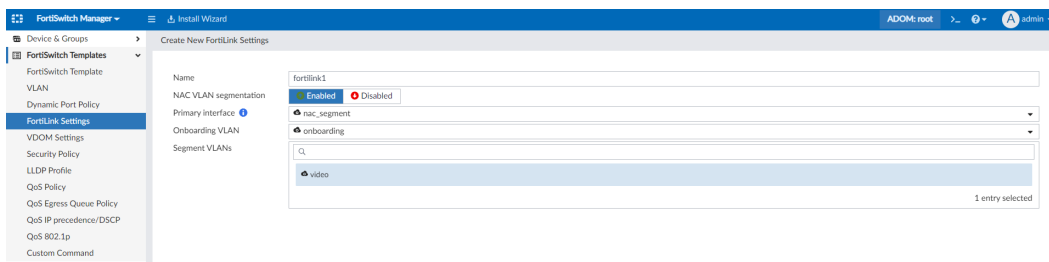 FortiSwitch Manager Install Wizard ADOM: root >_ ? A admin
Device & Groups
Create New FortiLink Settings
FortiSwitch Templates
FortiSwitch Template
VLAN
Dynamic Port Policy
FortiLink Settings
VDOM Settings
Security Policy
LLDP Profile
QoS Policy
QoS Egress Queue Policy
QoS IP precedence/DSCP
QoS 802.1p
Custom Command
Name fortilink1
NAC VLAN segmentation Enabled Disabled
Primary interface nac_segment
Onboarding VLAN onboarding
Segment VLANs
video
1 entry selected